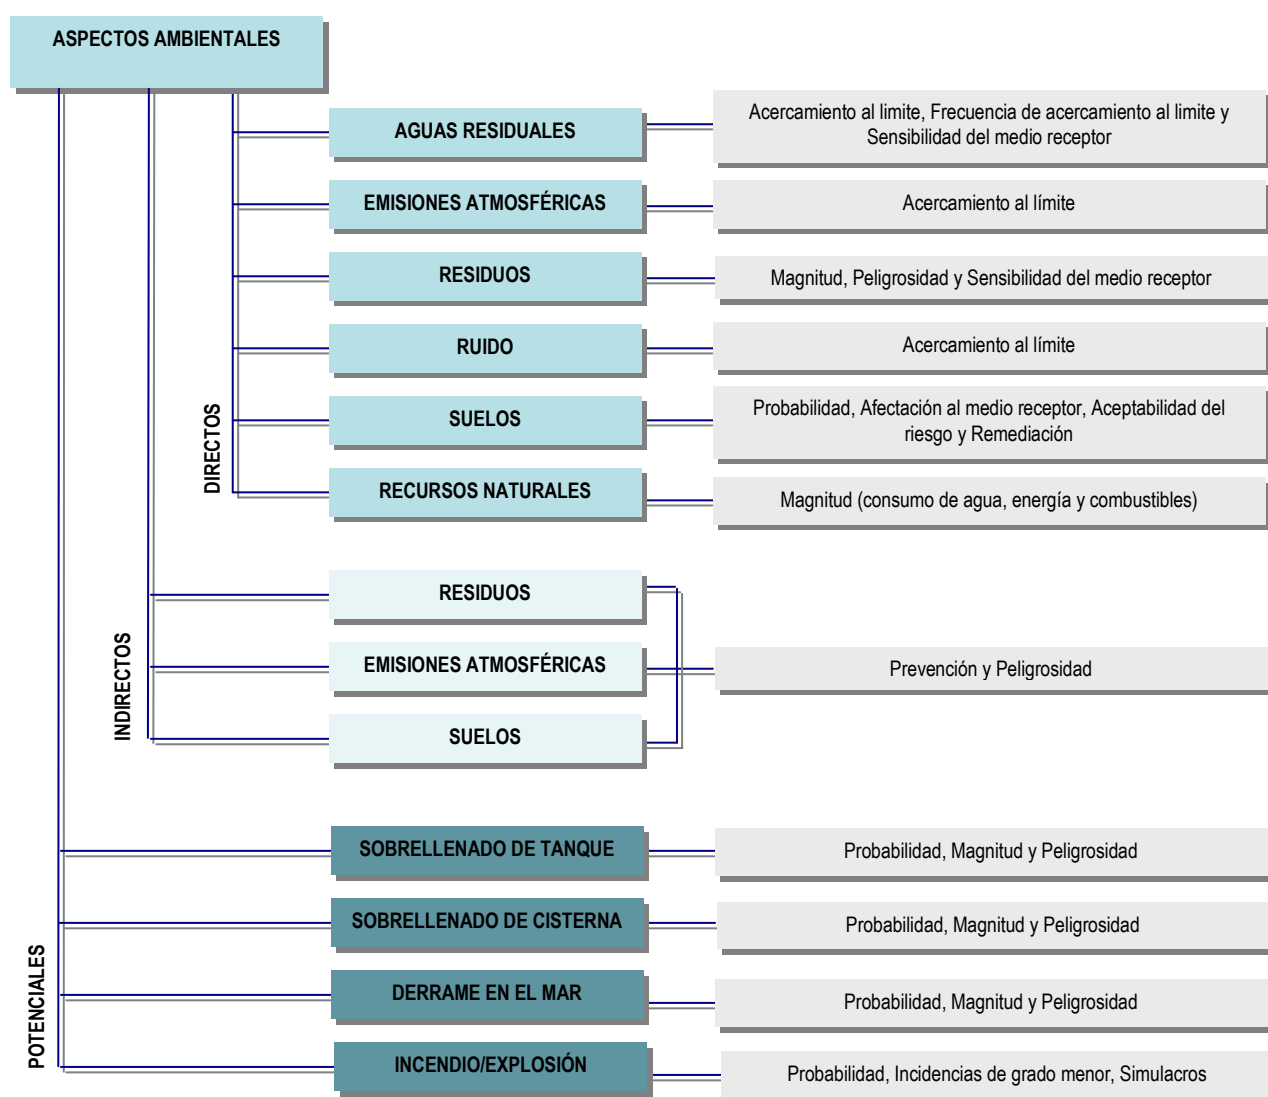 ASPECTOS AMBIENTALES
DIRECTOS
AGUAS RESIDUALES
Acercamiento al limite, Frecuencia de acercamiento al limite y
Sensibilidad del medio receptor
EMISIONES ATMOSFÉRICAS
Acercamiento al límite
RESIDUOS
Magnitud, Peligrosidad y Sensibilidad del medio receptor
RUIDO
Acercamiento al límite
SUELOS
Probabilidad, Afectación al medio receptor, Aceptabilidad del
riesgo y Remediación
RECURSOS NATURALES
Magnitud (consumo de agua, energía y combustibles)
INDIRECTOS
RESIDUOS
EMISIONES ATMOSFÉRICAS
SUELOS
Prevención y Peligrosidad
POTENCIALES
SOBRELLENADO DE TANQUE
Probabilidad, Magnitud y Peligrosidad
SOBRELLENADO DE CISTERNA
Probabilidad, Magnitud y Peligrosidad
DERRAME EN EL MAR
Probabilidad, Magnitud y Peligrosidad
INCENDIO/EXPLOSIÓN
Probabilidad, Incidencias de grado menor, Simulacros